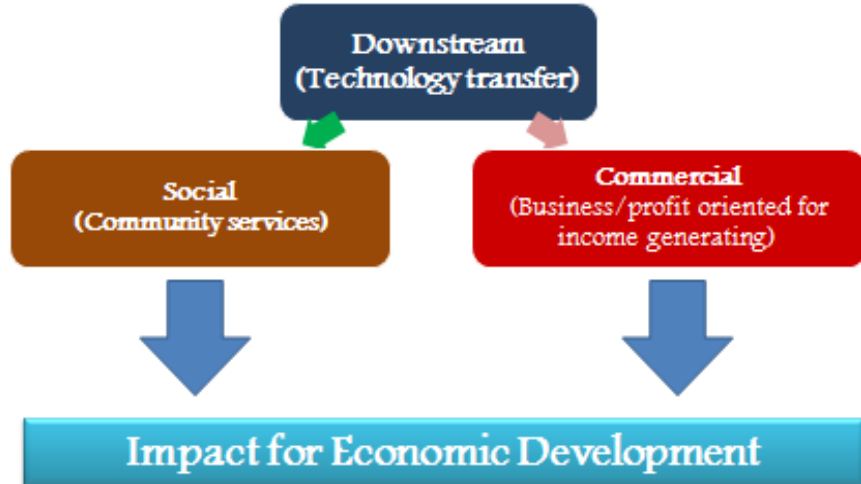 Downstream
(Technology transfer)
Social
(Community services)
Commercial
(Business/profit oriented for
income generating)
Impact for Economic Development